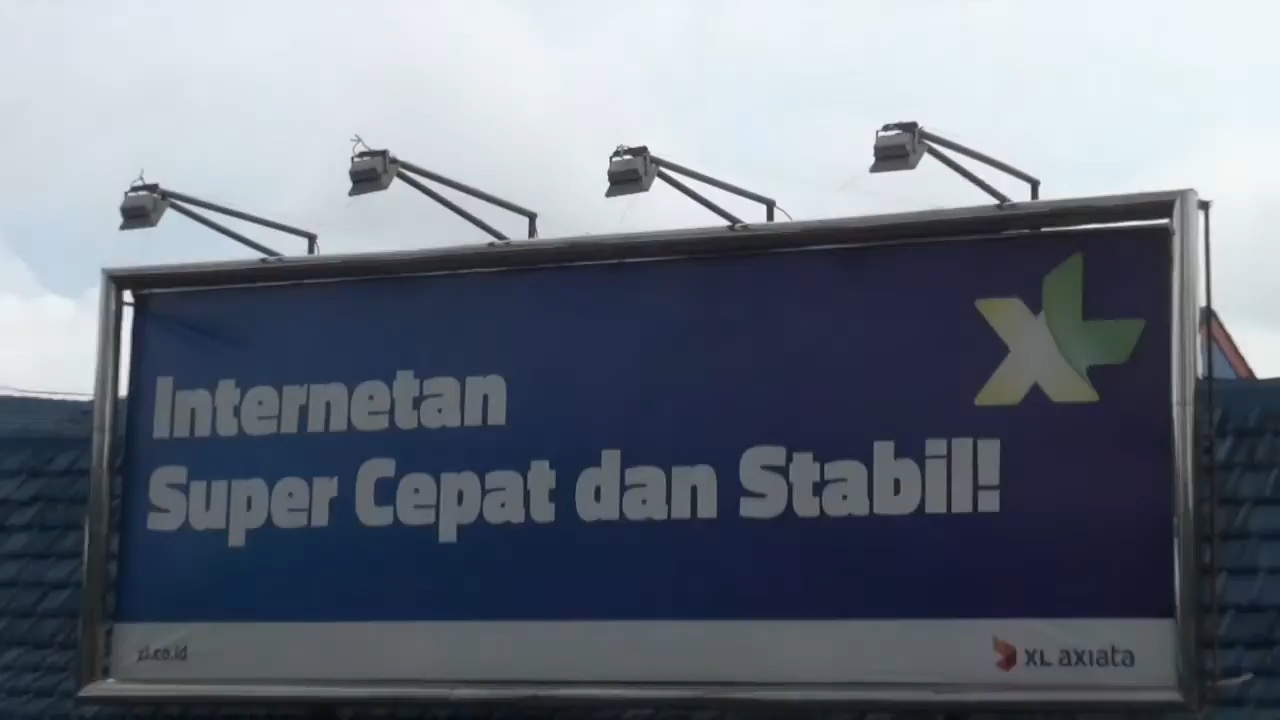 XL
Internetan
Super Cepat dan Stabil!
xl.co.id
XL axiata